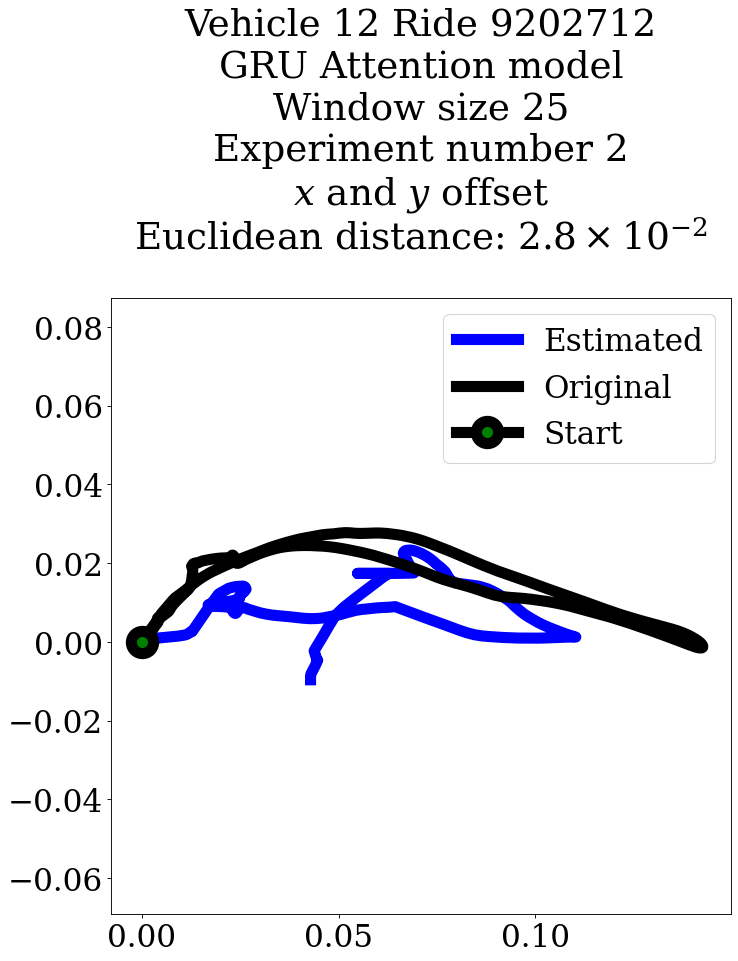 Vehicle 12 Ride 9202712
GRU Attention model
Window size 25
Experiment number 2
x and y offset
Euclidean distance: 2.8 × 10⁻²
Estimated
Original
Start
0.08
0.06
0.04
0.02
0.00
−0.02
−0.04
−0.06
0.00 0.05 0.10